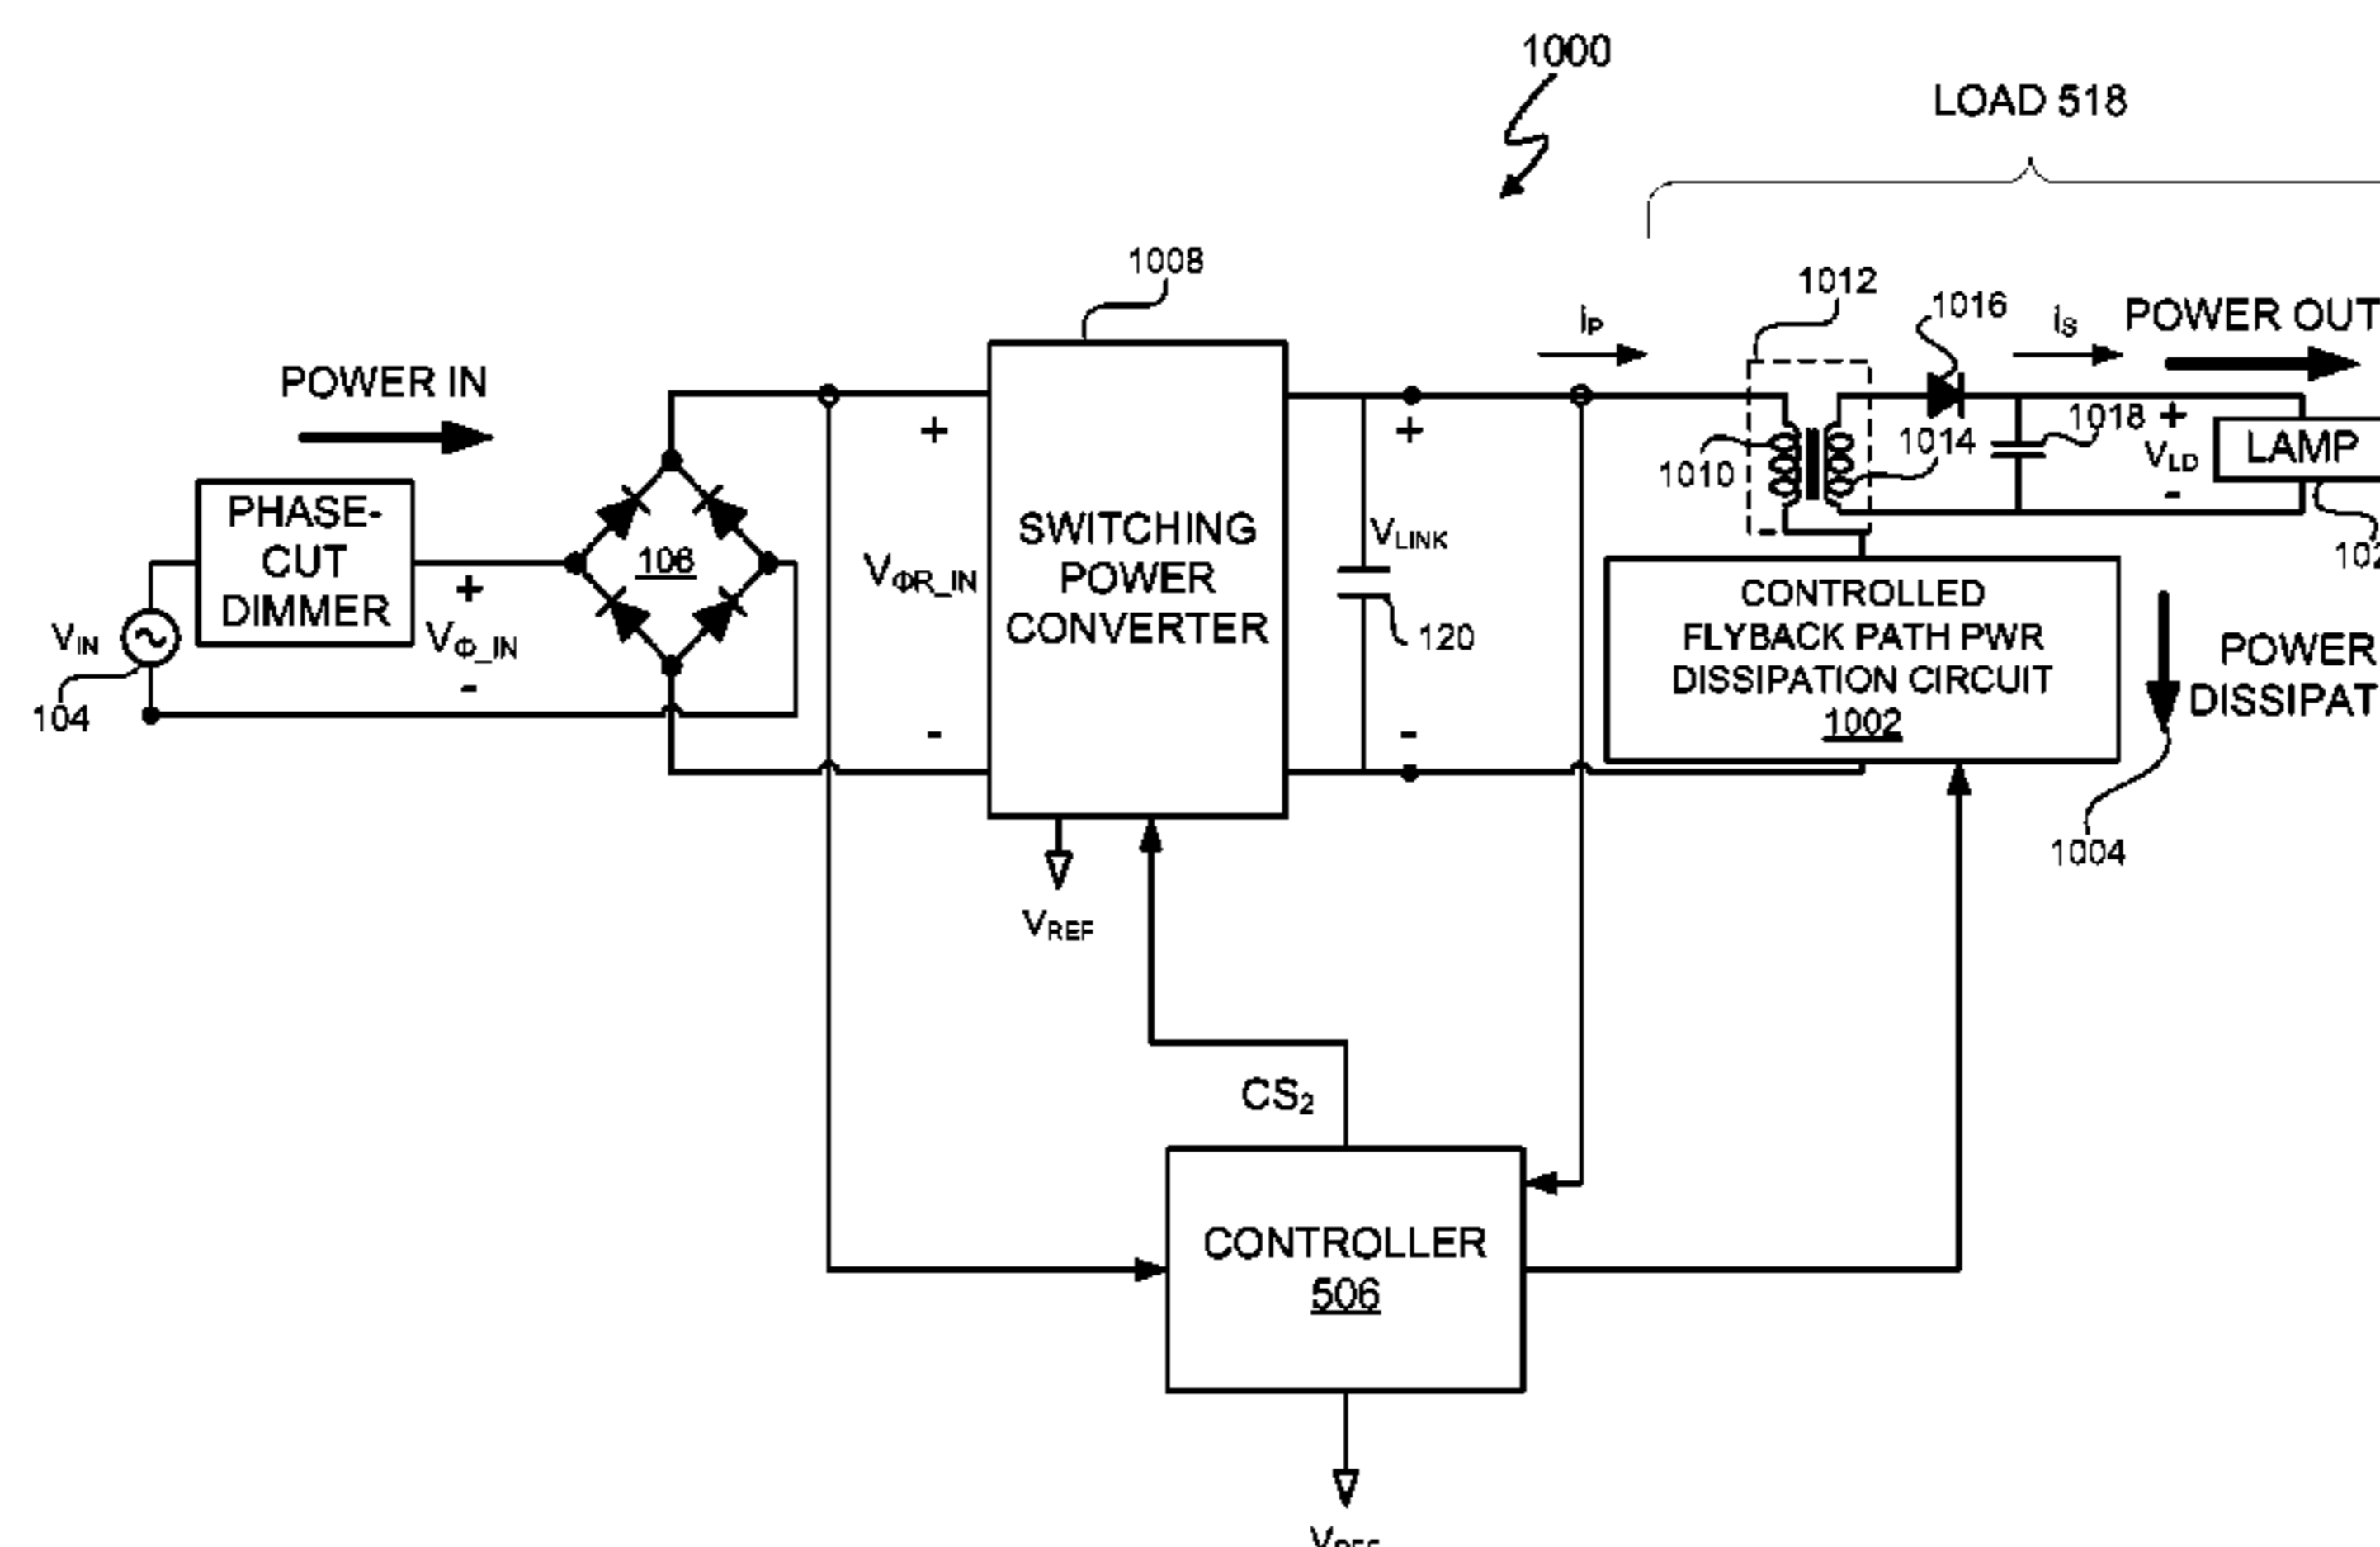 1000
LOAD 518
1008
1012
1016
iP
iS
POWER OUT
POWER IN
1010
1014
1018
+
VLD
-
LAMP
PHASE-
CUT
DIMMER
VIN
104
+
VΦ_IN
-
106
+
VΦR_IN
-
SWITCHING
POWER
CONVERTER
+
VLINK
120
-
CONTROLLED
FLYBACK PATH PWR
DISSIPATION CIRCUIT
1002
POWER
1004
VREF
CS2
CONTROLLER
506